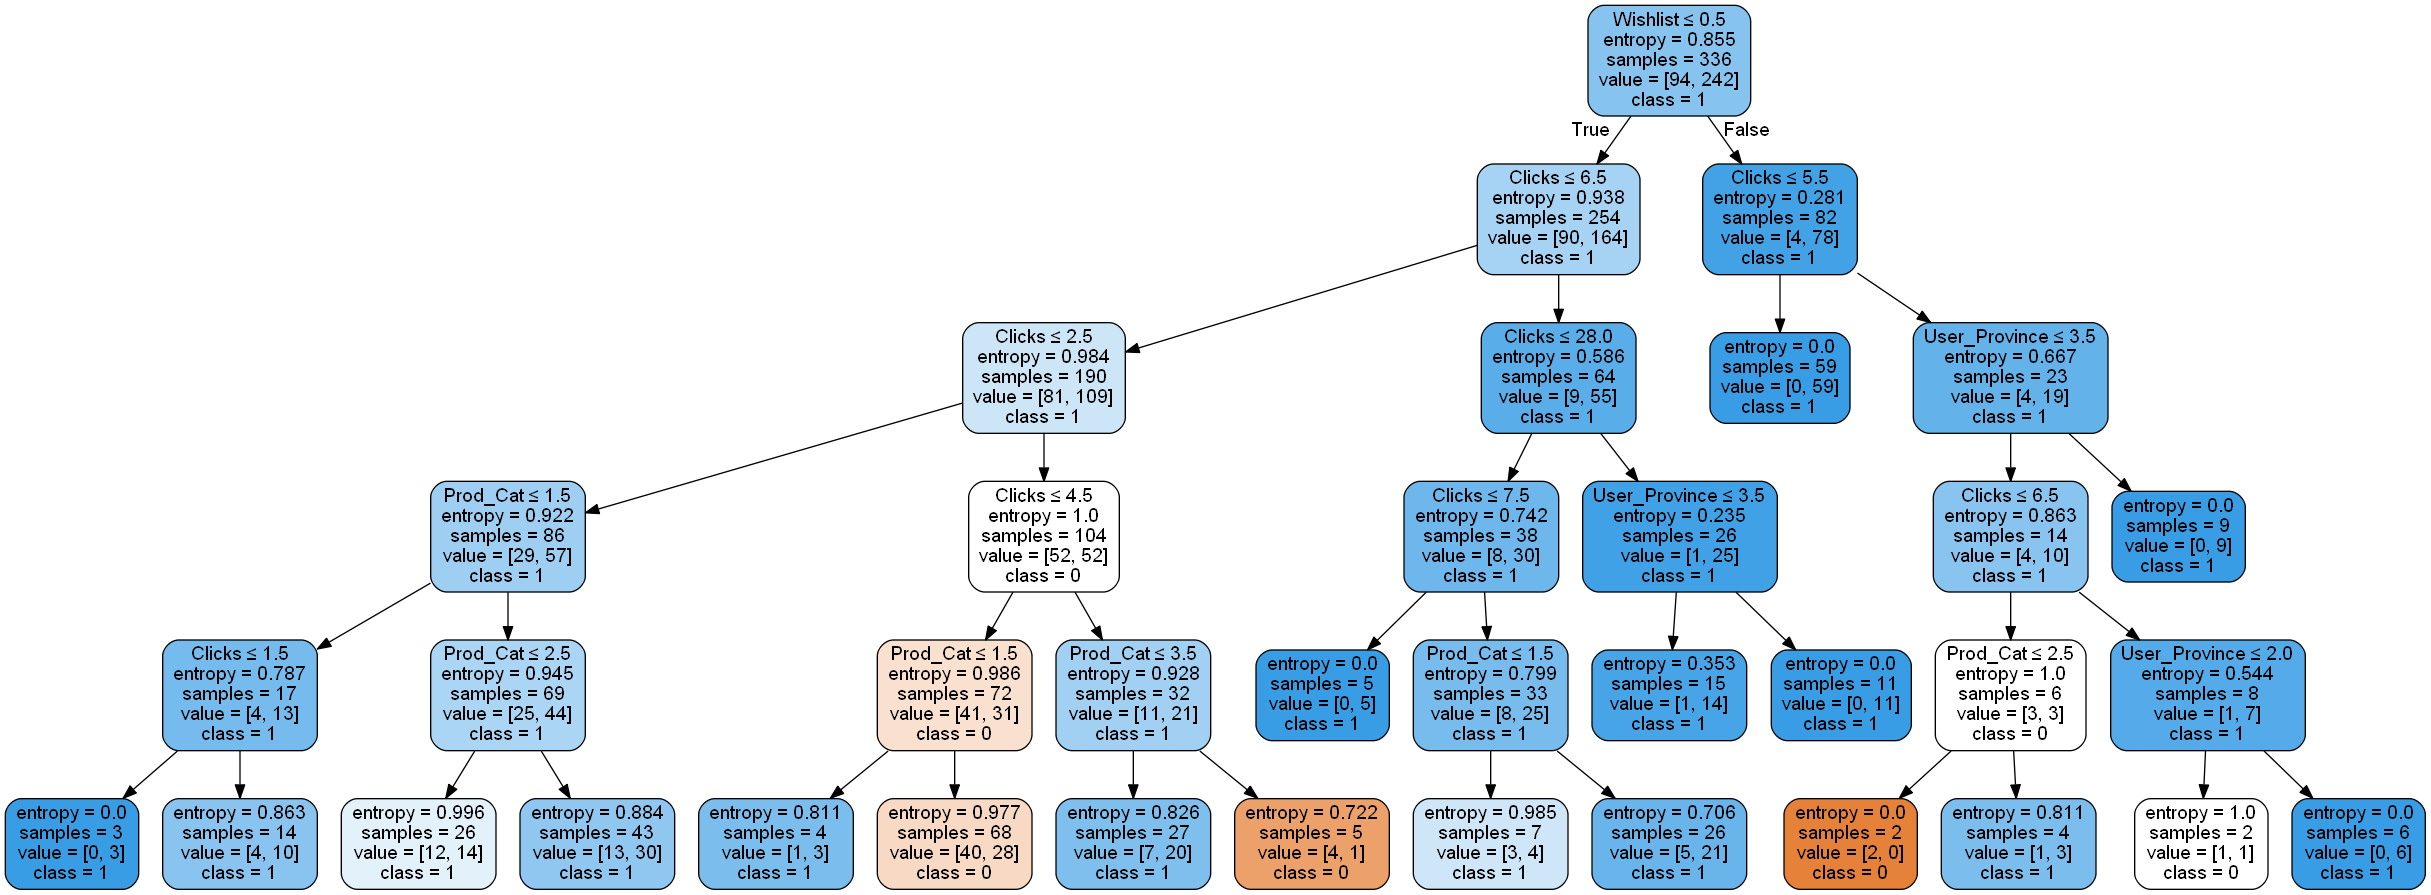 Wishlist ≤ 0.5
entropy = 0.855
samples = 336
value = [94, 242]
class = 1
True
False
Clicks ≤ 6.5
entropy = 0.938
samples = 254
value = [90, 164]
class = 1
Clicks ≤ 5.5
entropy = 0.281
samples = 82
value = [4, 78]
class = 1
Clicks ≤ 2.5
entropy = 0.984
samples = 190
value = [81, 109]
class = 1
Clicks ≤ 28.0
entropy = 0.586
samples = 64
value = [9, 55]
class = 1
entropy = 0.0
samples = 59
value = [0, 59]
class = 1
User_Province ≤ 3.5
entropy = 0.667
samples = 23
value = [4, 19]
class = 1
Prod_Cat ≤ 1.5
entropy = 0.922
samples = 86
value = [29, 57]
class = 1
Clicks ≤ 4.5
entropy = 1.0
samples = 104
value = [52, 52]
class = 0
Clicks ≤ 7.5
entropy = 0.742
samples = 38
value = [8, 30]
class = 1
User_Province ≤ 3.5
entropy = 0.235
samples = 26
value = [1, 25]
class = 1
Clicks ≤ 6.5
entropy = 0.863
samples = 14
value = [4, 10]
class = 1
entropy = 0.0
samples = 9
value = [0, 9]
class = 1
Clicks ≤ 1.5
entropy = 0.787
samples = 17
value = [4, 13]
class = 1
Prod_Cat ≤ 2.5
entropy = 0.945
samples = 69
value = [25, 44]
class = 1
Prod_Cat ≤ 1.5
entropy = 0.986
samples = 72
value = [41, 31]
class = 0
Prod_Cat ≤ 3.5
entropy = 0.928
samples = 32
value = [11, 21]
class = 1
entropy = 0.0
samples = 5
value = [0, 5]
class = 1
Prod_Cat ≤ 1.5
entropy = 0.799
samples = 33
value = [8, 25]
class = 1
entropy = 0.353
samples = 15
value = [1, 14]
class = 1
entropy = 0.0
samples = 11
value = [0, 11]
class = 1
Prod_Cat ≤ 2.5
entropy = 1.0
samples = 6
value = [3, 3]
class = 0
User_Province ≤ 2.0
entropy = 0.544
samples = 8
value = [1, 7]
class = 1
entropy = 0.0
samples = 3
value = [0, 3]
class = 1
entropy = 0.863
samples = 14
value = [4, 10]
class = 1
entropy = 0.996
samples = 26
value = [12, 14]
class = 1
entropy = 0.884
samples = 43
value = [13, 30]
class = 1
entropy = 0.811
samples = 4
value = [1, 3]
class = 1
entropy = 0.977
samples = 68
value = [40, 28]
class = 0
entropy = 0.826
samples = 27
value = [7, 20]
class = 1
entropy = 0.722
samples = 5
value = [4, 1]
class = 0
entropy = 0.985
samples = 7
value = [3, 4]
class = 1
entropy = 0.706
samples = 26
value = [5, 21]
class = 1
entropy = 0.0
samples = 2
value = [2, 0]
class = 0
entropy = 0.811
samples = 4
value = [1, 3]
class = 1
entropy = 1.0
samples = 2
value = [1, 1]
class = 0
entropy = 0.0
samples = 6
value = [0, 6]
class = 1